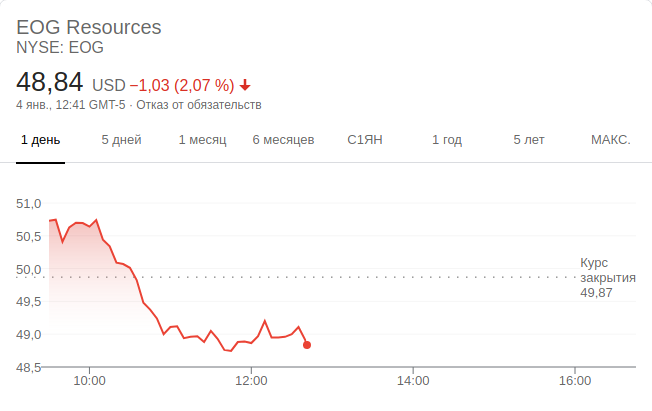 EOG Resources
NYSE: EOG
48,84 USD −1,03 (2,07 %)
4 янв., 12:41 GMT-5 · Отказ от обязательств
1 день 5 дней 1 месяц 6 месяцев С1ЯН 1 год 5 лет МАКС.
51,0
50,5
50,0
49,5
49,0
48,5
Курс
закрытия
49,87
10:00 12:00 14:00 16:00